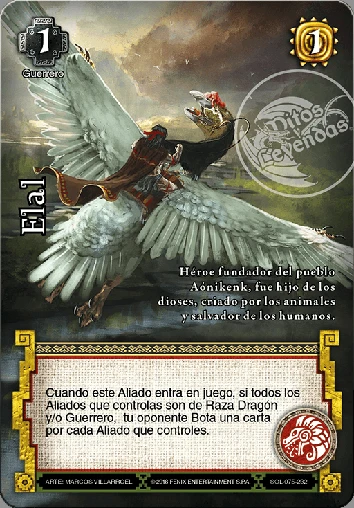 1
1
Guerrero
Mitos
y
Leyendas
Elal
Héroe fundador del pueblo
Aónikenk, fue hijo de los
dioses, criado por los animales
y salvador de los humanos.
Cuando este Aliado entra en juego, si todos los
Aliados que controlas son de Raza Dragón
y/o Guerrero, tu oponente Bota una carta
por cada Aliado que controles.
ARTE: MARCOS VILLARROEL
©2018 FENIX ENTERTAINMENT S.P.A.
SOL-075-232